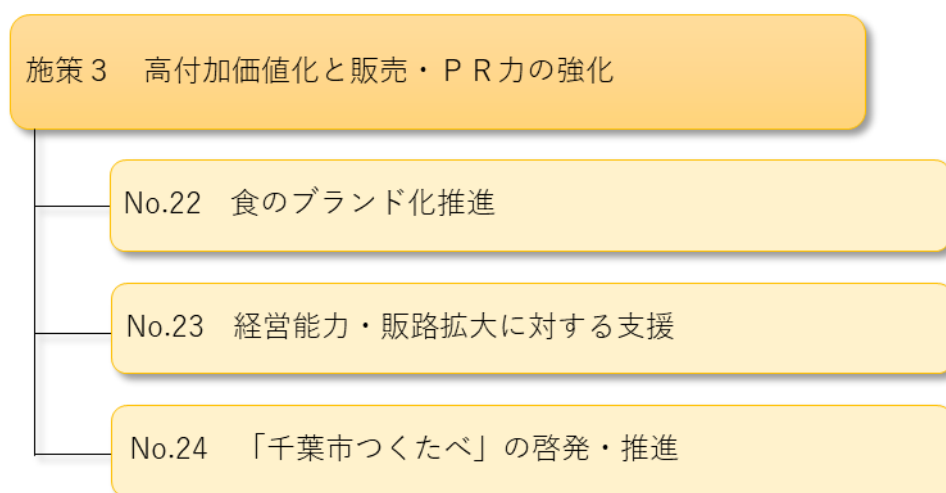 施策３　高付加価値化と販売・ＰＲ力の強化
No.22　食のブランド化推進
No.23　経営能力・販路拡大に対する支援
No.24　「千葉市つくたべ」の啓発・推進